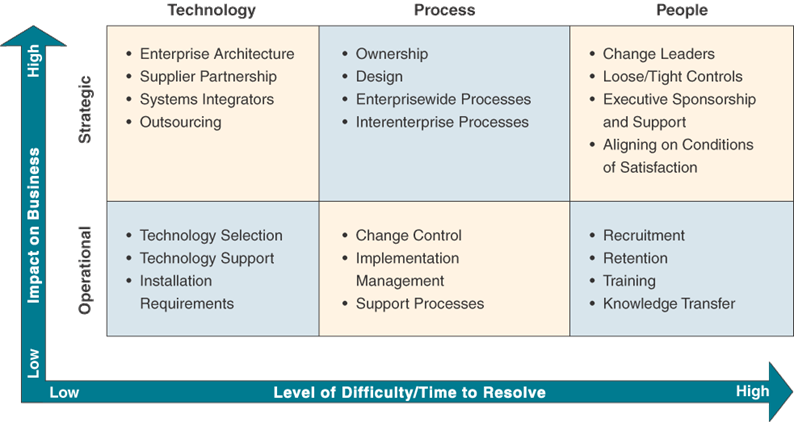 Technology
Process
People
High
Strategic
• Enterprise Architecture
• Supplier Partnership
• Systems Integrators
• Outsourcing
• Ownership
• Design
• Enterprisewide Processes
• Interenterprise Processes
• Change Leaders
• Loose/Tight Controls
• Executive Sponsorship
and Support
• Aligning on Conditions
of Satisfaction
Impact on Business
Operational
• Technology Selection
• Technology Support
• Installation
Requirements
• Change Control
• Implementation
Management
• Support Processes
• Recruitment
• Retention
• Training
• Knowledge Transfer
Low
Low
Level of Difficulty/Time to Resolve
High